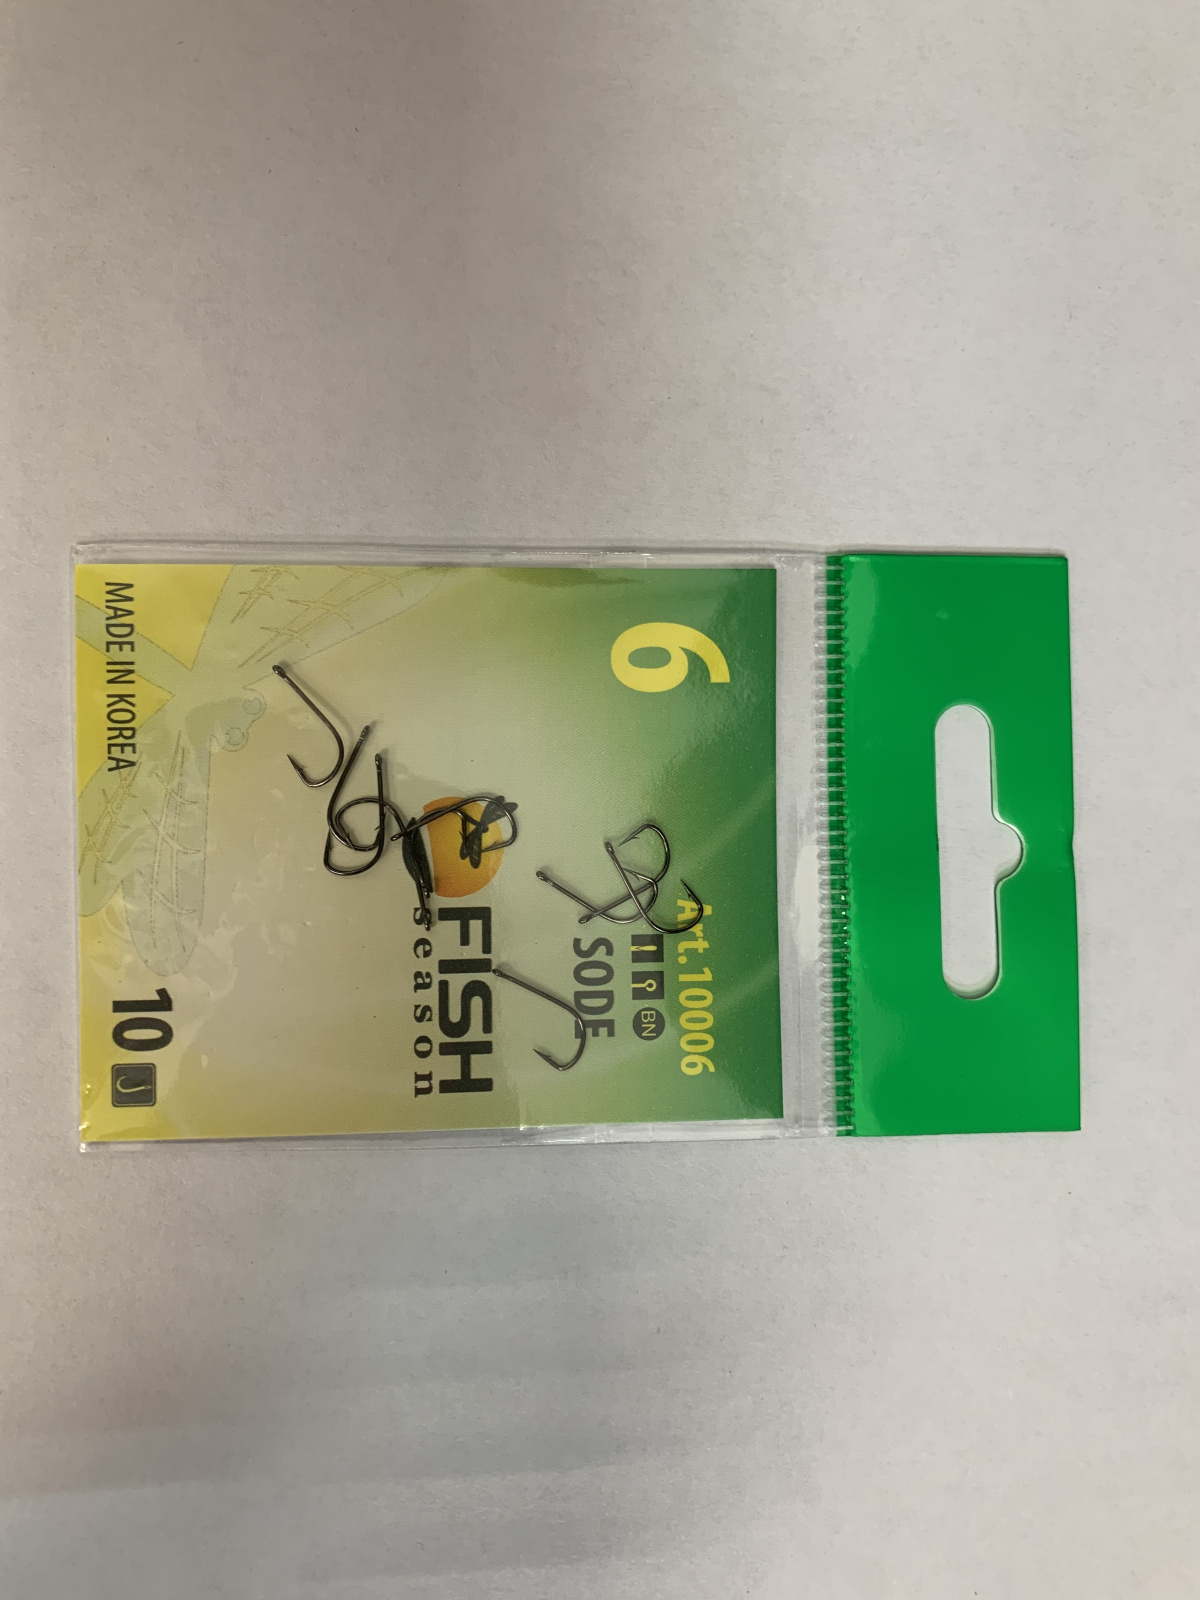 6
Art.10006
BN
SODE
FISH
season
MADE IN KOREA
10